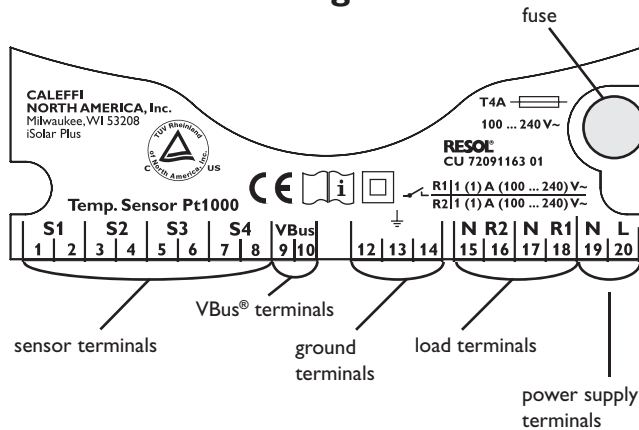 fuse
CALEFFI
NORTH AMERICA, Inc.
Milwaukee, WI 53208
iSolar Plus
TUV Rheinland
of North America, Inc.
C US
T4A
100 ... 240 V~
RESOL®
CU 72091163 01
CE i
R1 1 (1) A (100 ... 240) V~
R2 1 (1) A (100 ... 240) V~
Temp. Sensor Pt1000
S1 S2 S3 S4 VBus N R2 N R1 N L
1 2 3 4 5 6 7 8 9 10 12 13 14 15 16 17 18 19 20
VBus® terminals
sensor terminals
ground
terminals
load terminals
power supply
terminals